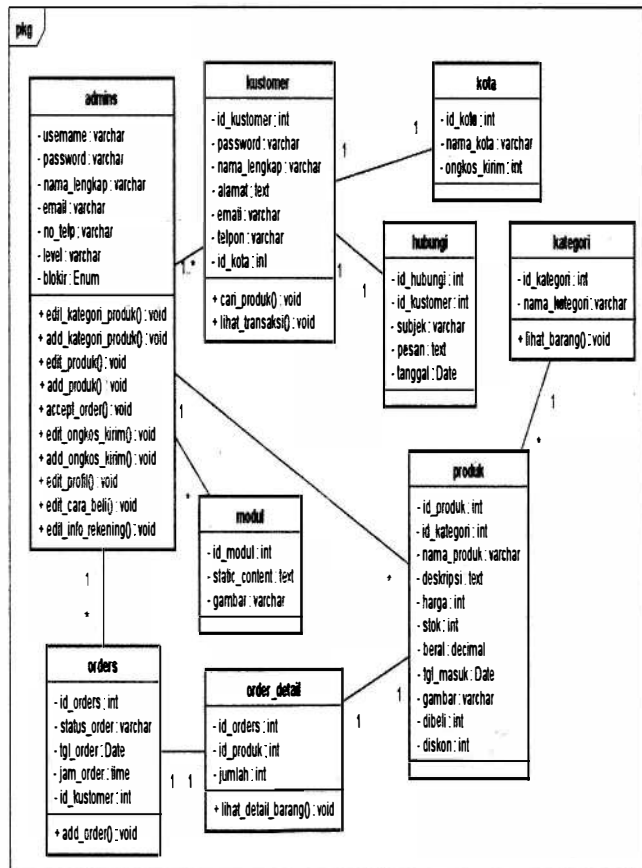 pkg
admins
- username : varchar
- password : varchar
- nama_lengkap : varchar
- email : varchar
- no_telp : varchar
- level : varchar
- blokir : Enum
+ edit_kategori_produk() : void
+ add_kategori_produk() : void
+ edit_produk() : void
+ add_produk() : void
+ accept_order() : void
+ edit_ongkos_kirim() : void
+ add_ongkos_kirim() : void
+ edit_profil() : void
+ edit_cara_beli() : void
+ edit_info_rekening() : void
kustomer
- id_kustomer : int
- password : varchar
- nama_lengkap : varchar
- alamat : text
- email : varchar
- telpon : varchar
- id_kota : int
+ cari_produk() : void
+ lihat_transaksi() : void
kota
- id_kota : int
- nama_kota : varchar
- ongkos_kirim : int
hubungi
- id_hubungi : int
- id_kustomer : int
- subjek : varchar
- pesan : text
- tanggal : Date
kategori
- id_kategori : int
- nama_kategori : varchar
+ lihat_barang() : void
modul
- id_modul : int
- static_content : text
- gambar : varchar
produk
- id_produk : int
- id_kategori : int
- nama_produk : varchar
- deskripsi : text
- harga : int
- stok : int
- beral : decimal
- tgl_masuk : Date
- gambar : varchar
- dibeli : int
- diskon : int
orders
- id_orders : int
- status_order : varchar
- tgl_order : Date
- jam_order : time
- id_kustomer : int
+ add_order() : void
order_detail
- id_orders : int
- id_produk : int
- jumlah : int
+ lihat_detail_barang() : void
1
1
1
1
1..*
1
*
1
*
*
1
*
1
1
1
1